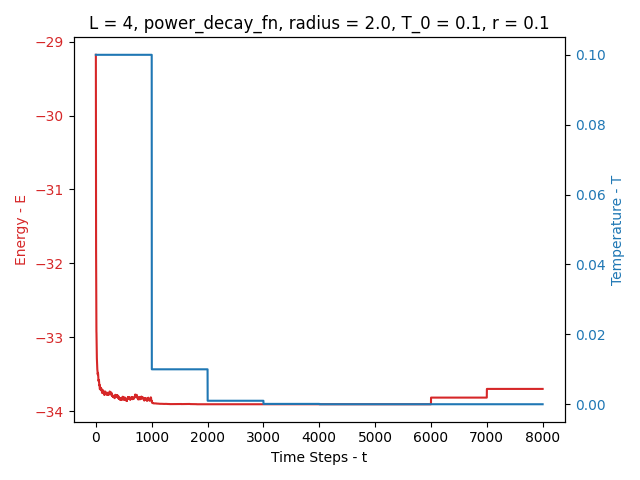 L = 4, power_decay_fn, radius = 2.0, T_0 = 0.1, r = 0.1
−29
−30
−31
−32
−33
−34
Energy - E
0.10
0.08
0.06
0.04
0.02
0.00
Temperature - T
0 1000 2000 3000 4000 5000 6000 7000 8000
Time Steps - t